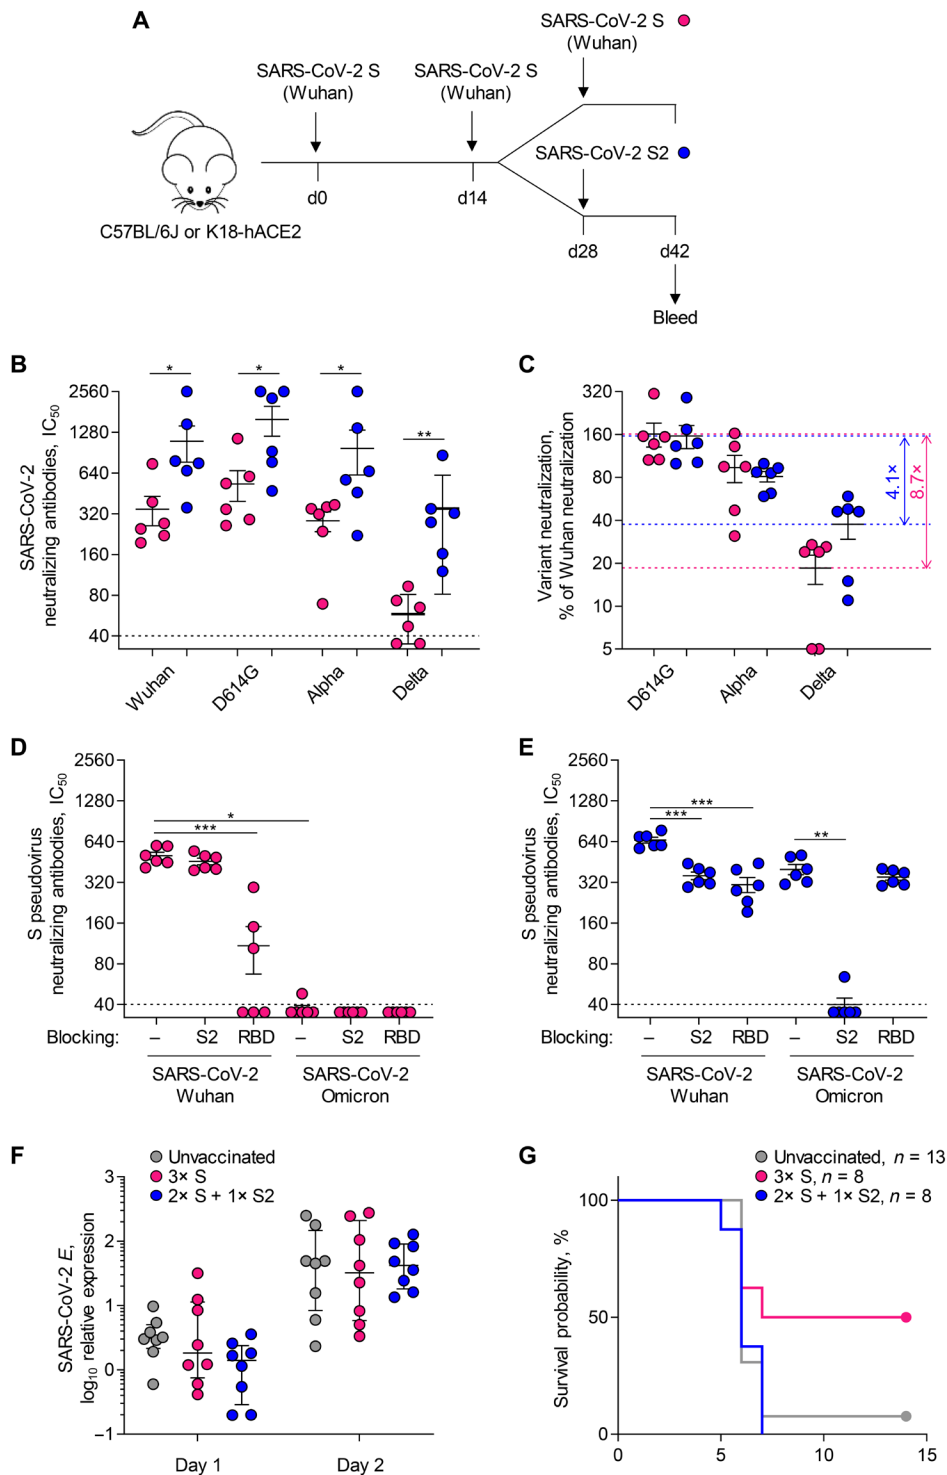 A
SARS-CoV-2 S
(Wuhan)
SARS-CoV-2 S
(Wuhan)
SARS-CoV-2 S
(Wuhan)
SARS-CoV-2 S2
d0
d14
C57BL/6J or K18-hACE2
d28
d42
Bleed
B
SARS-CoV-2
neutralizing antibodies, IC50
2560
1280
640
320
160
80
40
*
*
*
**
Wuhan
D614G
Alpha
Delta
C
Variant neutralization,
% of Wuhan neutralization
320
160
80
40
20
10
5
4.1×
8.7×
D614G
Alpha
Delta
D
S pseudovirus
neutralizing antibodies, IC50
2560
1280
640
320
160
80
40
*
***
Blocking:
– S2 RBD – S2 RBD
SARS-CoV-2
Wuhan
SARS-CoV-2
Omicron
E
S pseudovirus
neutralizing antibodies, IC50
2560
1280
640
320
160
80
40
***
***
**
Blocking:
– S2 RBD – S2 RBD
SARS-CoV-2
Wuhan
SARS-CoV-2
Omicron
F
Unvaccinated
3× S
2× S + 1× S2
SARS-CoV-2 E,
log10 relative expression
3
2
1
0
–1
Day 1
Day 2
G
Unvaccinated, n = 13
3× S, n = 8
2× S + 1× S2, n = 8
Survival probability, %
100
50
0
0 5 10 15